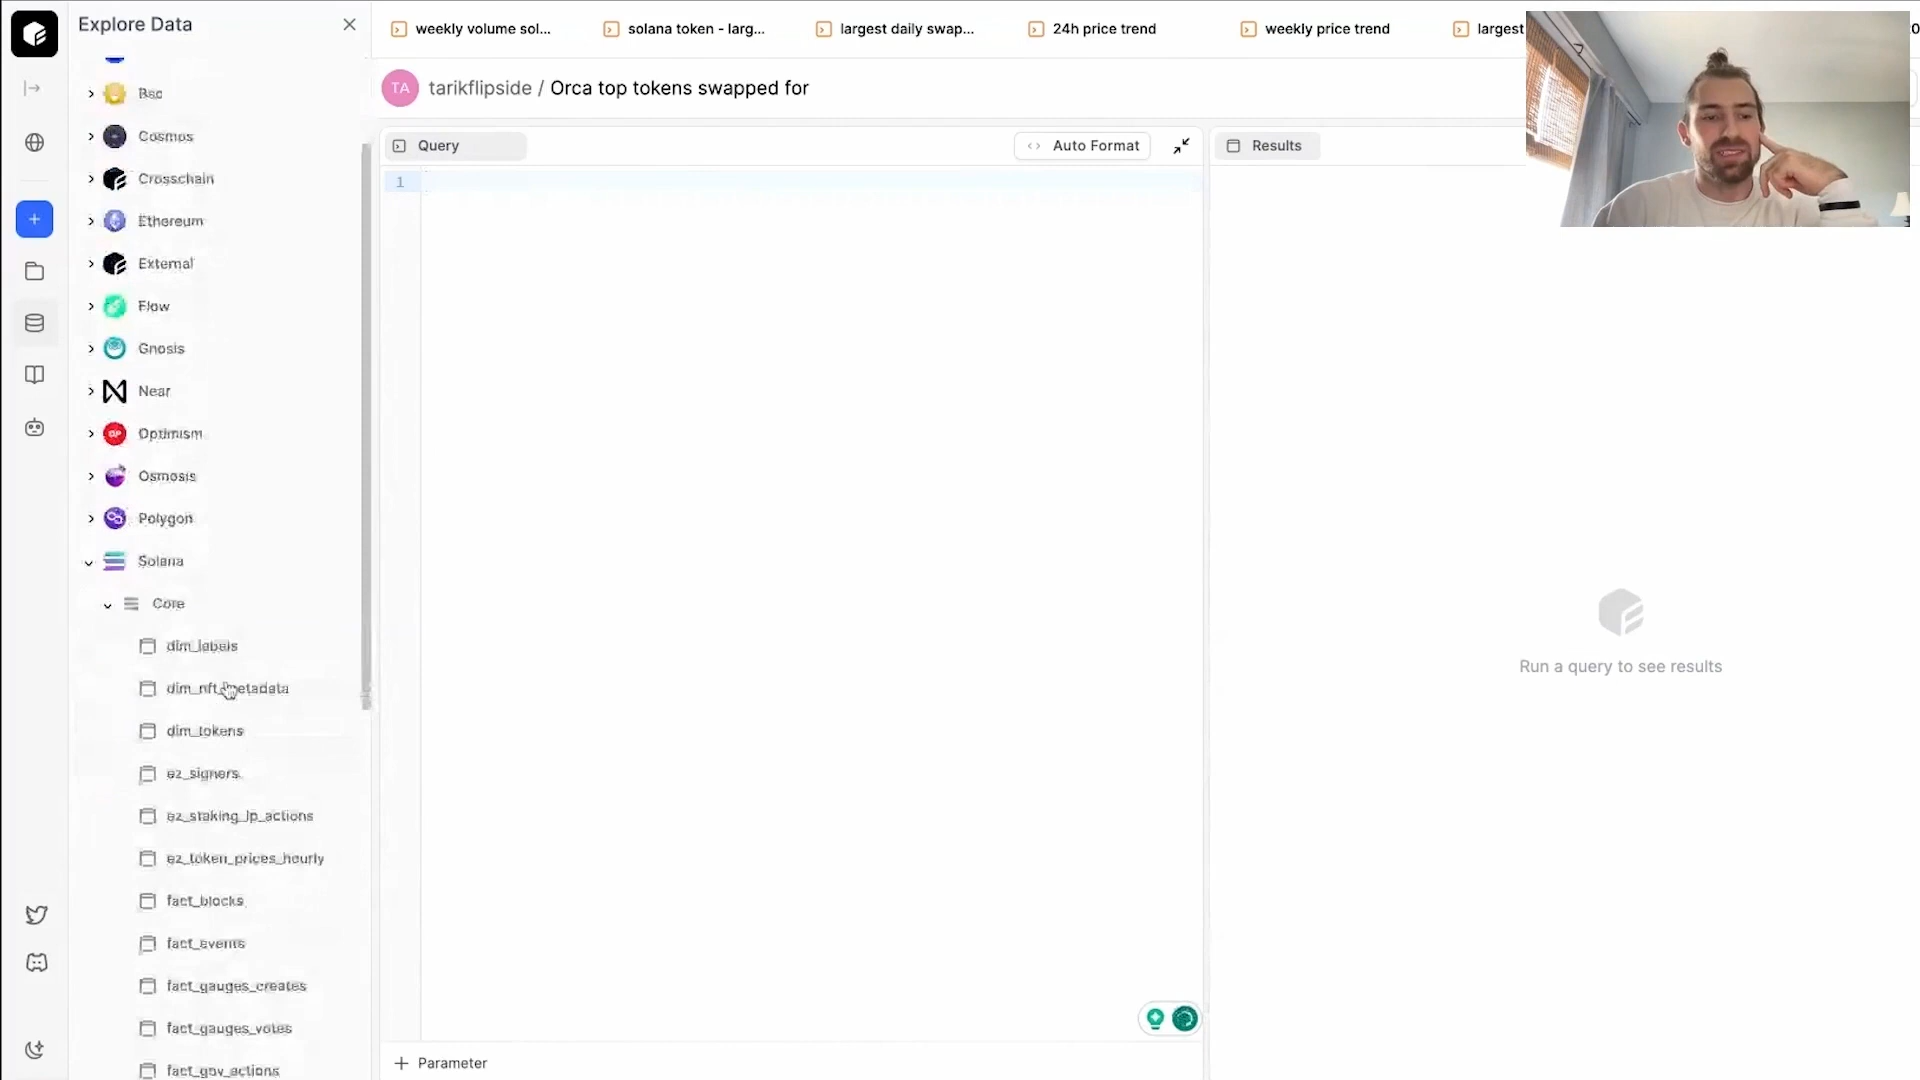 Explore Data
weekly volume sol...
solana token - larg...
largest daily swap...
24h price trend
weekly price trend
largest
TA
tarikflipside / Orca top tokens swapped for
Bsc
Cosmos
Crosschain
Ethereum
External
Flow
Gnosis
Near
OP
Optimism
Osmosis
Polygon
Solana
Core
dim_labels
dim_nft_metadata
dim_tokens
ez_signers
ez_staking_lp_actions
ez_token_prices_hourly
fact_blocks
fact_events
fact_gauges_creates
fact_gauges_votes
fact_gov_actions
Query
Auto Format
1
Parameter
Results
Run a query to see results